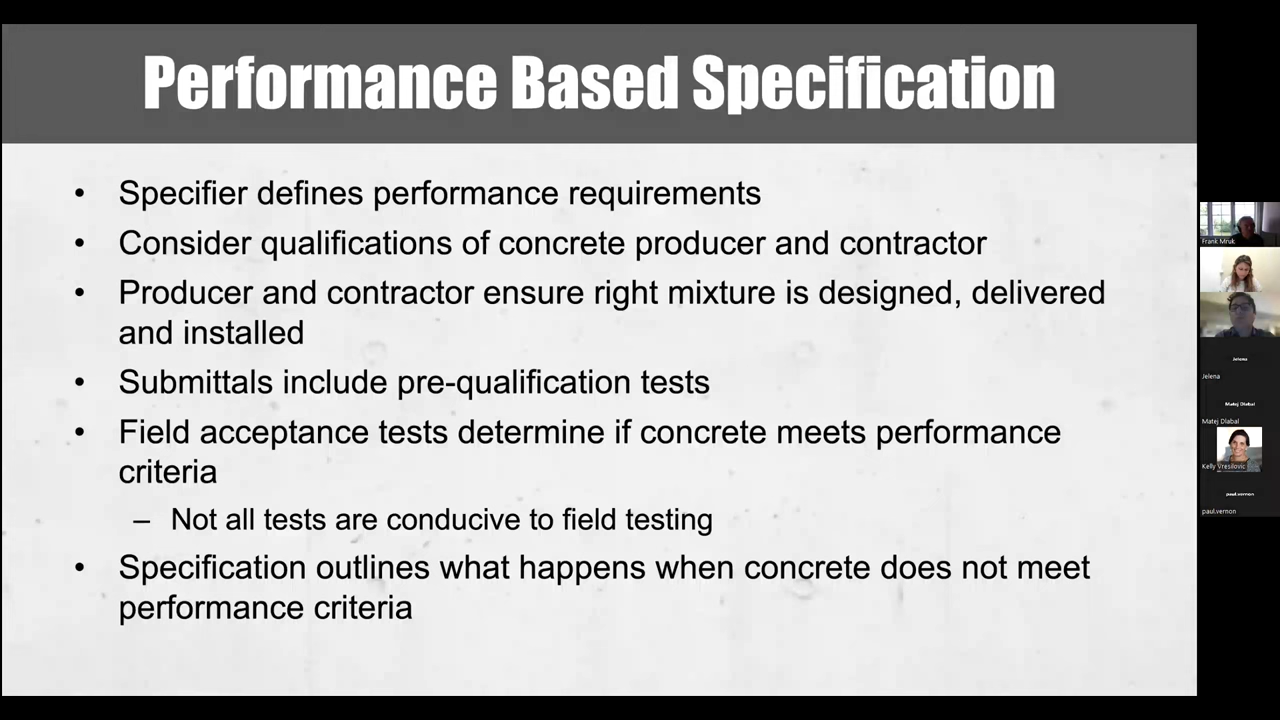 Performance Based Specification
• Specifier defines performance requirements
• Consider qualifications of concrete producer and contractor
• Producer and contractor ensure right mixture is designed, delivered
and installed
• Submittals include pre-qualification tests
• Field acceptance tests determine if concrete meets performance
criteria
– Not all tests are conducive to field testing
• Specification outlines what happens when concrete does not meet
performance criteria
Frank Mruk
Jelena
Jelena
Matej Dlabal
Matej Dlabal
Kelly Vresilovic
paul.vernon
paul.vernon